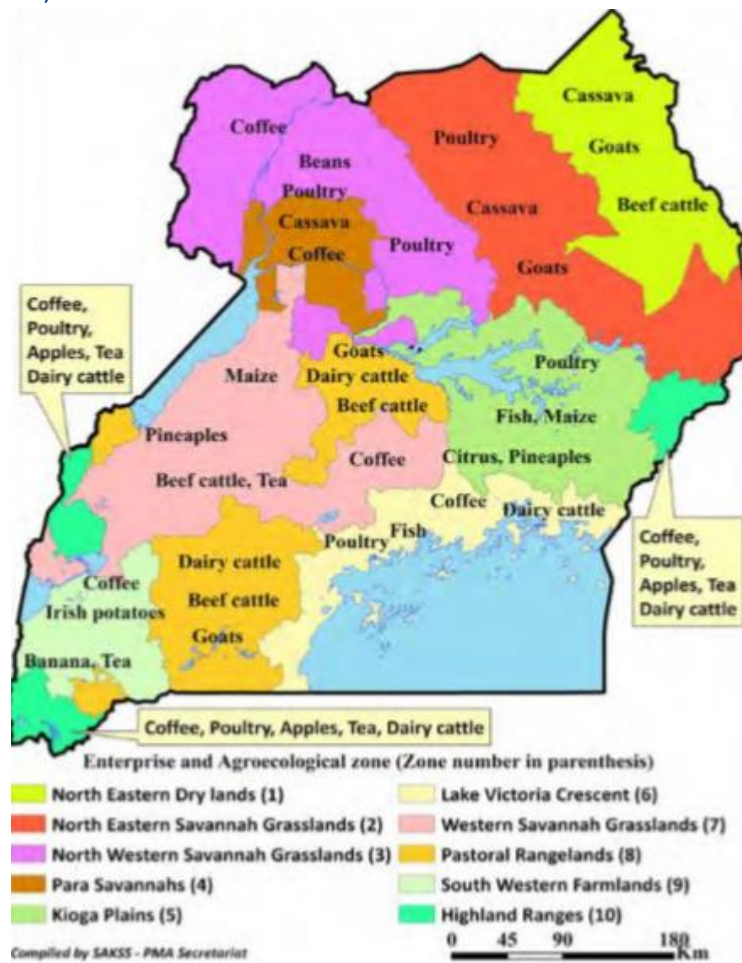 Cassava
Coffee
Poultry
Goats
Beans
Beef cattle
Poultry
Cassava
Cassava
Poultry
Coffee
Goats
Coffee,
Poultry,
Apples, Tea
Dairy cattle
Goats
Poultry
Maize
Dairy cattle
Beef cattle
Fish, Maize
Pineaples
Coffee
Citrus, Pineaples
Beef cattle, Tea
Coffee
Dairy cattle
Fish
Poultry
Coffee,
Poultry,
Apples, Tea
Dairy cattle
Dairy cattle
Coffee
Beef cattle
Irish potatoes
Goats
Banana, Tea
Coffee, Poultry, Apples, Tea, Dairy cattle
Enterprise and Agroecological zone (Zone number in parenthesis)
North Eastern Dry lands (1)
North Eastern Savannah Grasslands (2)
North Western Savannah Grasslands (3)
Para Savannahs (4)
Kioga Plains (5)
Lake Victoria Crescent (6)
Western Savannah Grasslands (7)
Pastoral Rangelands (8)
South Western Farmlands (9)
Highland Ranges (10)
Compiled by SAKSS - PMA Secretariat
0 45 90 180
Km